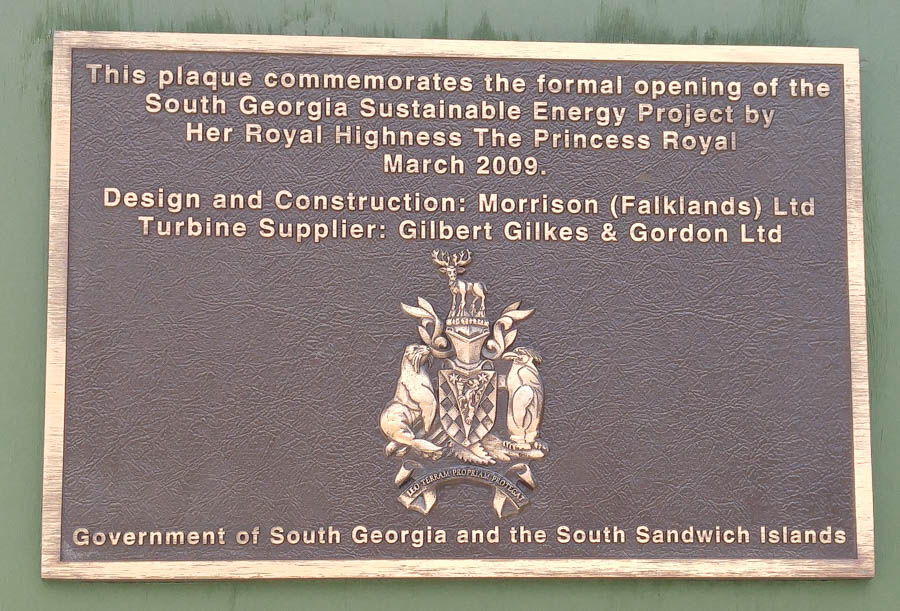 This plaque commemorates the formal opening of the
South Georgia Sustainable Energy Project by
Her Royal Highness The Princess Royal
March 2009.
Design and Construction: Morrison (Falklands) Ltd
Turbine Supplier: Gilbert Gilkes & Gordon Ltd
LEO TERRAM PROPRIAM PROTEGAT
Government of South Georgia and the South Sandwich Islands